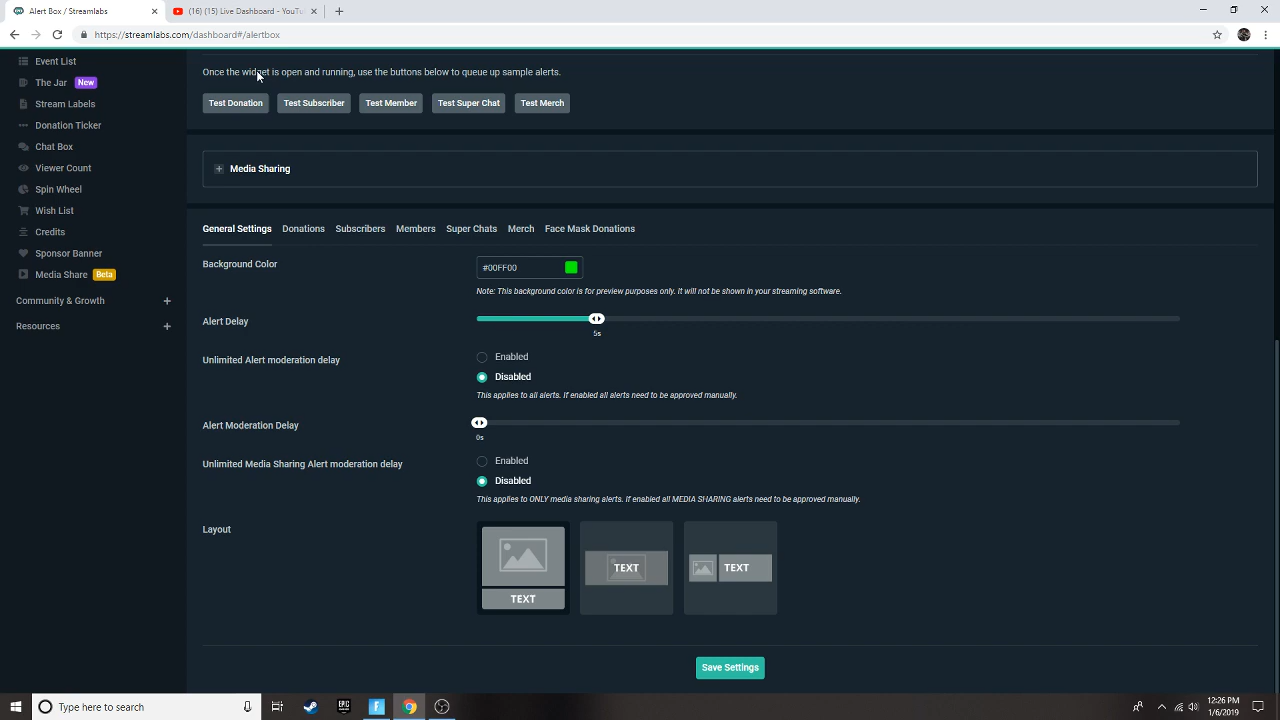 Alert Box / Streamlabs
(16) (15) Live Dashboard - YouTu
https://streamlabs.com/dashboard#/alertbox
Event List
The Jar New
Stream Labels
Donation Ticker
Chat Box
Viewer Count
Spin Wheel
Wish List
Credits
Sponsor Banner
Media Share Beta
Community & Growth
Resources
Once the widget is open and running, use the buttons below to queue up sample alerts.
Test Donation Test Subscriber Test Member Test Super Chat Test Merch
Media Sharing
General Settings Donations Subscribers Members Super Chats Merch Face Mask Donations
Background Color
#00FF00
Note: This background color is for preview purposes only. It will not be shown in your streaming software.
Alert Delay
5s
Unlimited Alert moderation delay
Enabled
Disabled
This applies to all alerts. If enabled all alerts need to be approved manually.
Alert Moderation Delay
0s
Unlimited Media Sharing Alert moderation delay
Enabled
Disabled
This applies to ONLY media sharing alerts. If enabled all MEDIA SHARING alerts need to be approved manually.
Layout
TEXT
TEXT
TEXT
Save Settings
Type here to search
EPIC
12:26 PM
1/6/2019